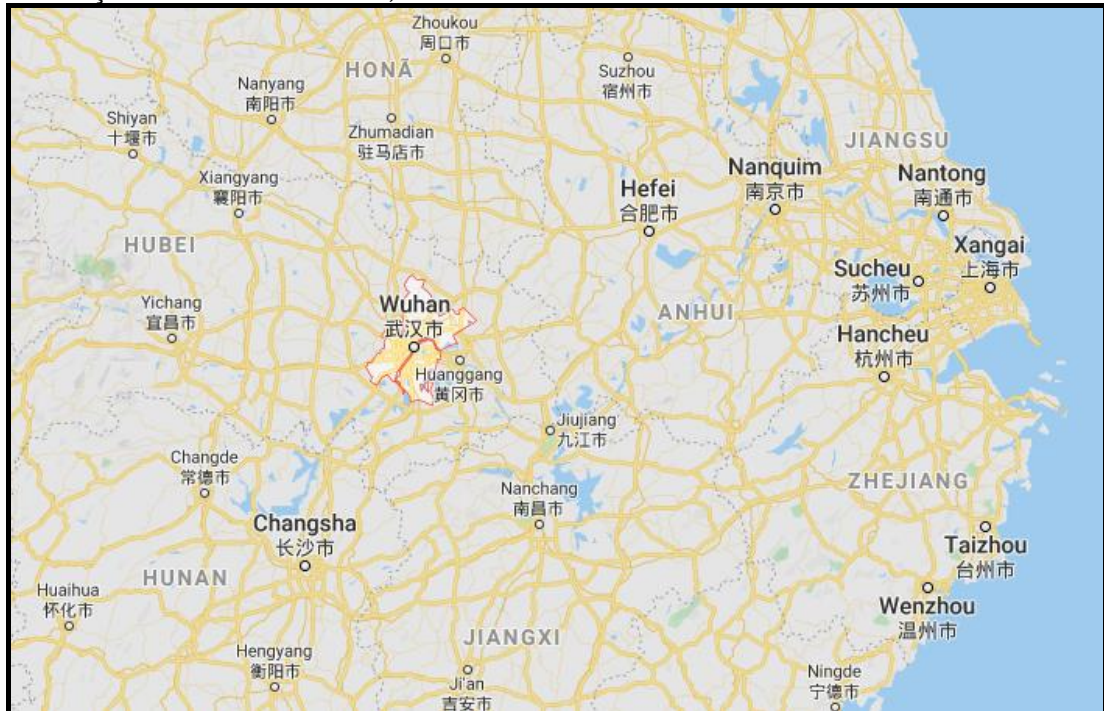 Zhoukou
周口市
HONÃ
Suzhou
宿州市
Nanyang
南阳市
Shiyan
十堰市
Zhumadian
驻马店市
JIANGSU
Nanquim
南京市
Nantong
南通市
Xiangyang
襄阳市
Hefei
合肥市
HUBEI
Xangai
上海市
Sucheu
苏州市
Yichang
宜昌市
Wuhan
武汉市
ANHUI
Hancheu
杭州市
Huanggang
黄冈市
Jiujiang
九江市
Changde
常德市
Nanchang
南昌市
ZHEJIANG
Changsha
长沙市
Taizhou
台州市
HUNAN
Huaihua
怀化市
Wenzhou
温州市
JIANGXI
Hengyang
衡阳市
Ji'an
吉安市
Ningde
宁德市